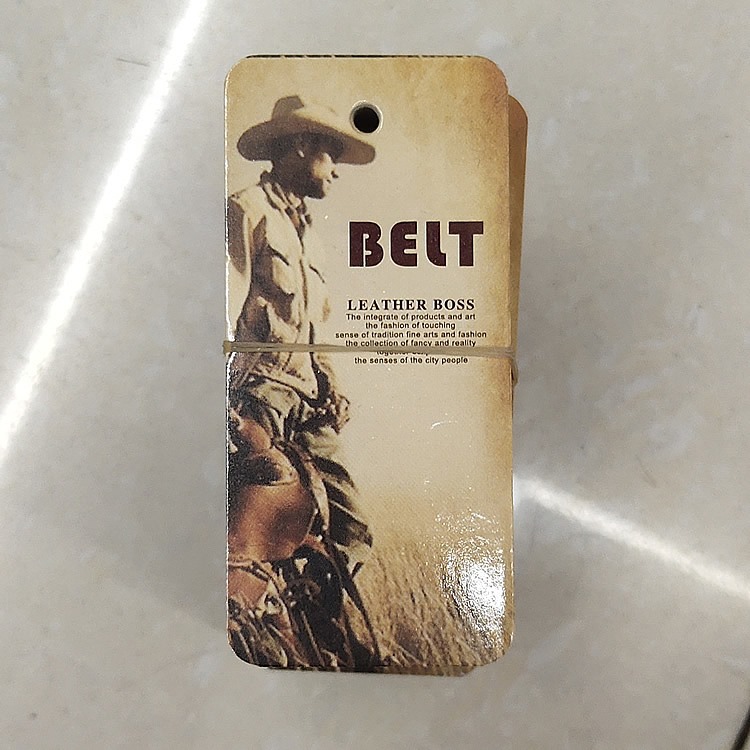 BELT
LEATHER BOSS
The integrate of products and art
the fashion of touching
sense of tradition fine arts and fashion
the collection of fancy and reality
together
the senses of the city people